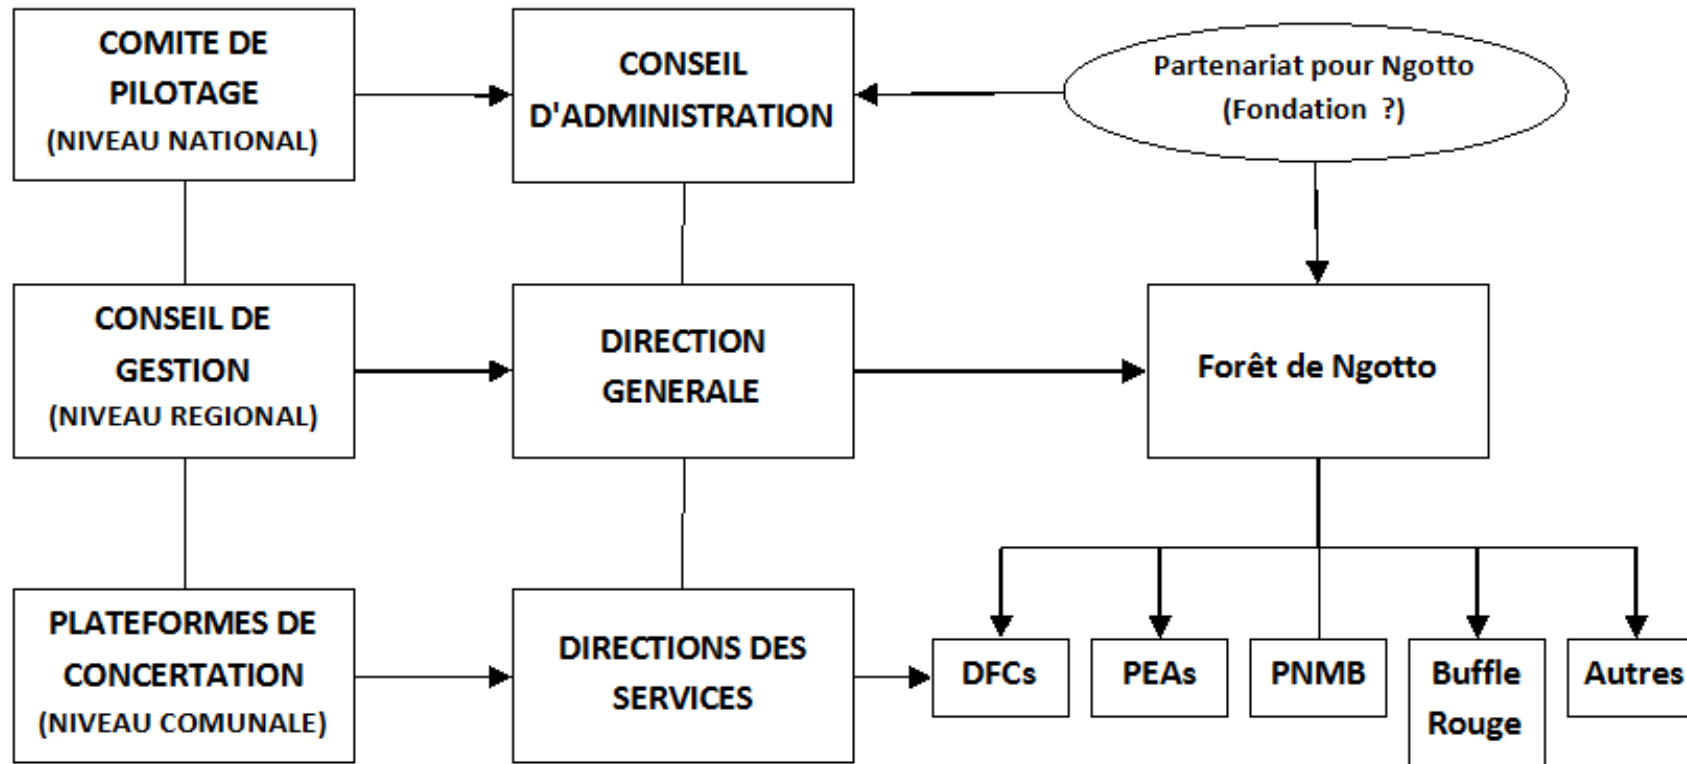 COMITE DE
PILOTAGE
(NIVEAU NATIONAL)
CONSEIL
D'ADMINISTRATION
Partenariat pour Ngotto
(Fondation ?)
CONSEIL DE
GESTION
(NIVEAU REGIONAL)
DIRECTION
GENERALE
Forêt de Ngotto
PLATEFORMES DE
CONCERTATION
(NIVEAU COMUNALE)
DIRECTIONS DES
SERVICES
DFCs
PEAs
PNMB
Buffle
Rouge
Autres